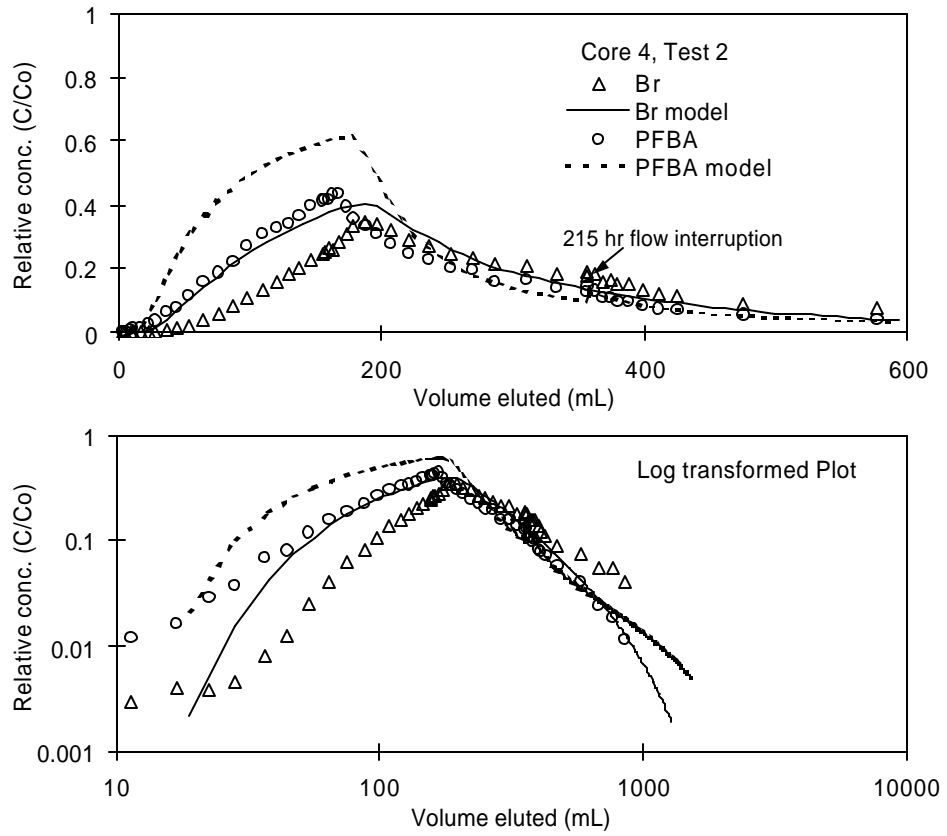 1
0.8
0.6
0.4
0.2
0
Relative conc. (C/Co)
Core 4, Test 2
Br
Br model
PFBA
PFBA model
215 hr flow interruption
0 200 400 600
Volume eluted (mL)
1
0.1
0.01
0.001
Relative conc. (C/Co)
Log transformed Plot
10 100 1000 10000
Volume eluted (mL)